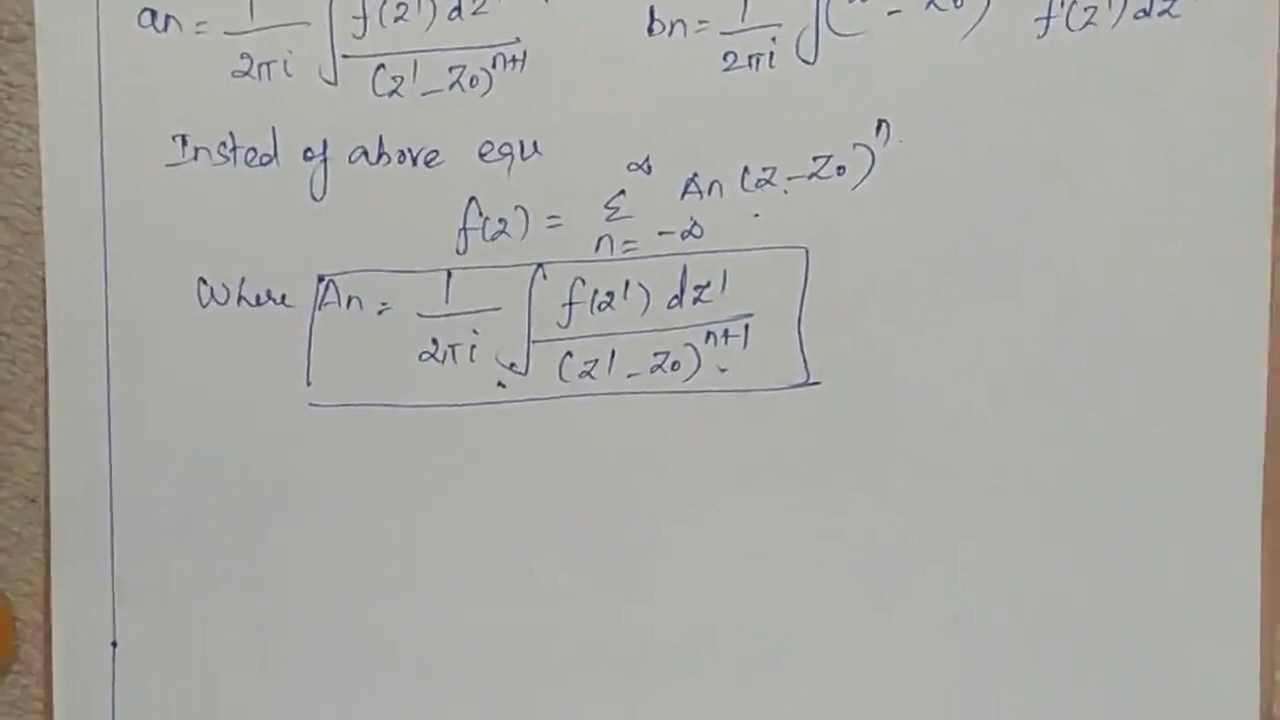 an = 1/2πi ∫ f(z') dz' / (z' - z0)^n+1    bn = 1/2πi ∫ ( - z0) f(z') dz'
Insted of above equ
f(z) = Σ n = -∞ ^∞ An (z - z0)^n
Where An = 1/2πi ∫ f(z') dz' / (z' - z0)^n+1